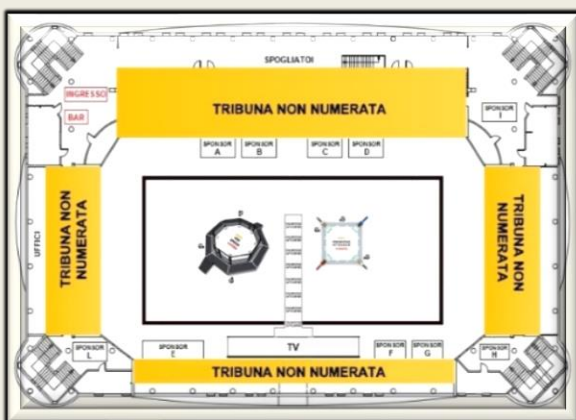 SPOGLIATOI
INGRESSO
TRIBUNA NON NUMERATA
SPONSOR
I
BAR
SPONSOR
A
SPONSOR
B
SPONSOR
C
SPONSOR
D
UFFICI
TRIBUNA NON
NUMERATA
TRIBUNA NON
NUMERATA
SPONSOR
L
SPONSOR
E
TV
SPONSOR
F
SPONSOR
G
SPONSOR
H
TRIBUNA NON NUMERATA